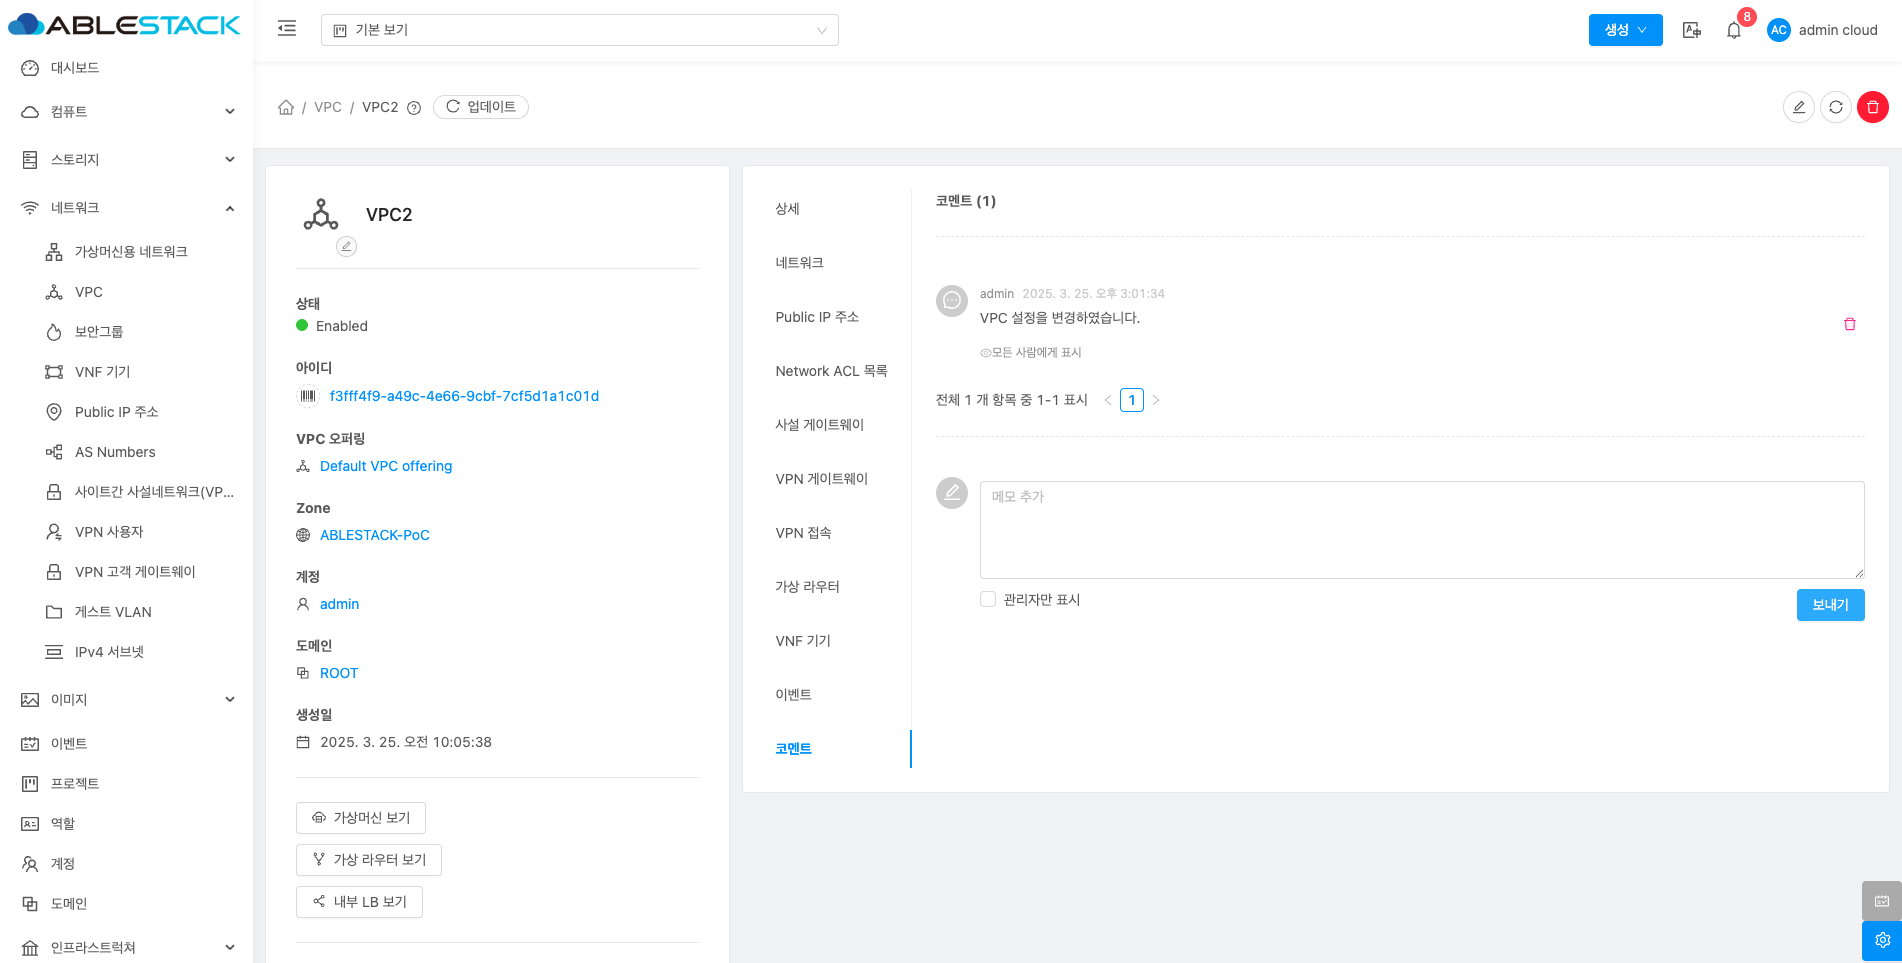 ABLESTACK
기본 보기
생성
8
AC
admin cloud
대시보드
컴퓨트
스토리지
네트워크
가상머신용 네트워크
VPC
보안그룹
VNF 기기
Public IP 주소
AS Numbers
사이트간 사설네트워크(VP...
VPN 사용자
VPN 고객 게이트웨이
게스트 VLAN
IPv4 서브넷
이미지
이벤트
프로젝트
역할
계정
도메인
인프라스트럭쳐
/ VPC / VPC2
업데이트
VPC2
상태
Enabled
아이디
f3fff4f9-a49c-4e66-9cbf-7cf5d1a1c01d
VPC 오퍼링
Default VPC offering
Zone
ABLESTACK-PoC
계정
admin
도메인
ROOT
생성일
2025. 3. 25. 오전 10:05:38
가상머신 보기
가상 라우터 보기
내부 LB 보기
상세
네트워크
Public IP 주소
Network ACL 목록
사설 게이트웨이
VPN 게이트웨이
VPN 접속
가상 라우터
VNF 기기
이벤트
코멘트
코멘트 (1)
admin 2025. 3. 25. 오후 3:01:34
VPC 설정을 변경하였습니다.
모든 사람에게 표시
전체 1 개 항목 중 1-1 표시 < 1 >
메모 추가
관리자만 표시
보내기